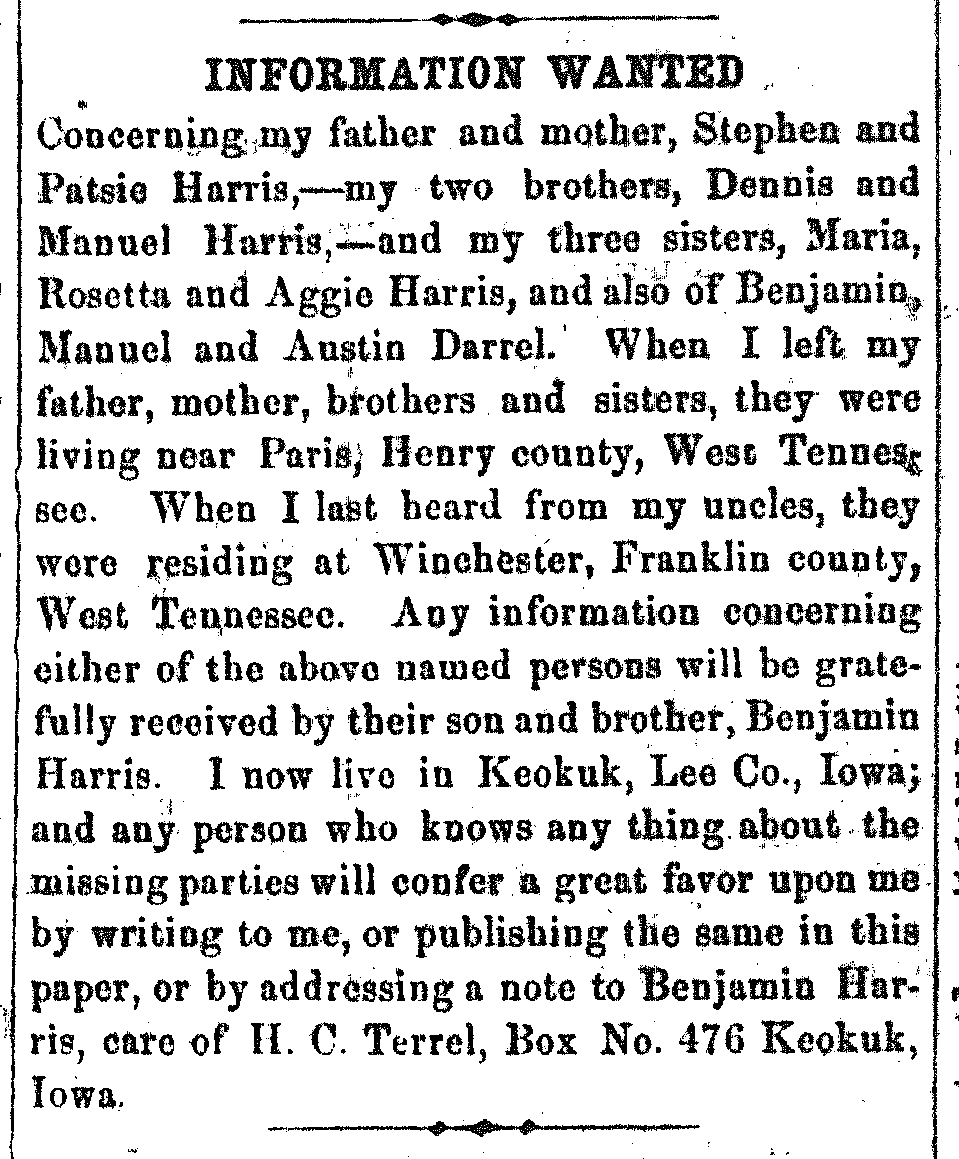 INFORMATION WANTED
Concerning my father and mother, Stephen and
Patsie Harris,—my two brothers, Dennis and
Manuel Harris,—and my three sisters, Maria,
Rosetta and Aggie Harris, and also of Benjamin,
Manuel and Austin Darrel. When I left my
father, mother, brothers and sisters, they were
living near Paris, Henry county, West Tennes-
see. When I last heard from my uncles, they
were residing at Winchester, Franklin county,
West Tennessee. Any information concerning
either of the above named persons will be grate-
fully received by their son and brother, Benjamin
Harris. I now live in Keokuk, Lee Co., Iowa;
and any person who knows any thing about the
missing parties will confer a great favor upon me
by writing to me, or publishing the same in this
paper, or by addressing a note to Benjamin Har-
ris, care of H. C. Terrel, Box No. 476 Keokuk,
Iowa.